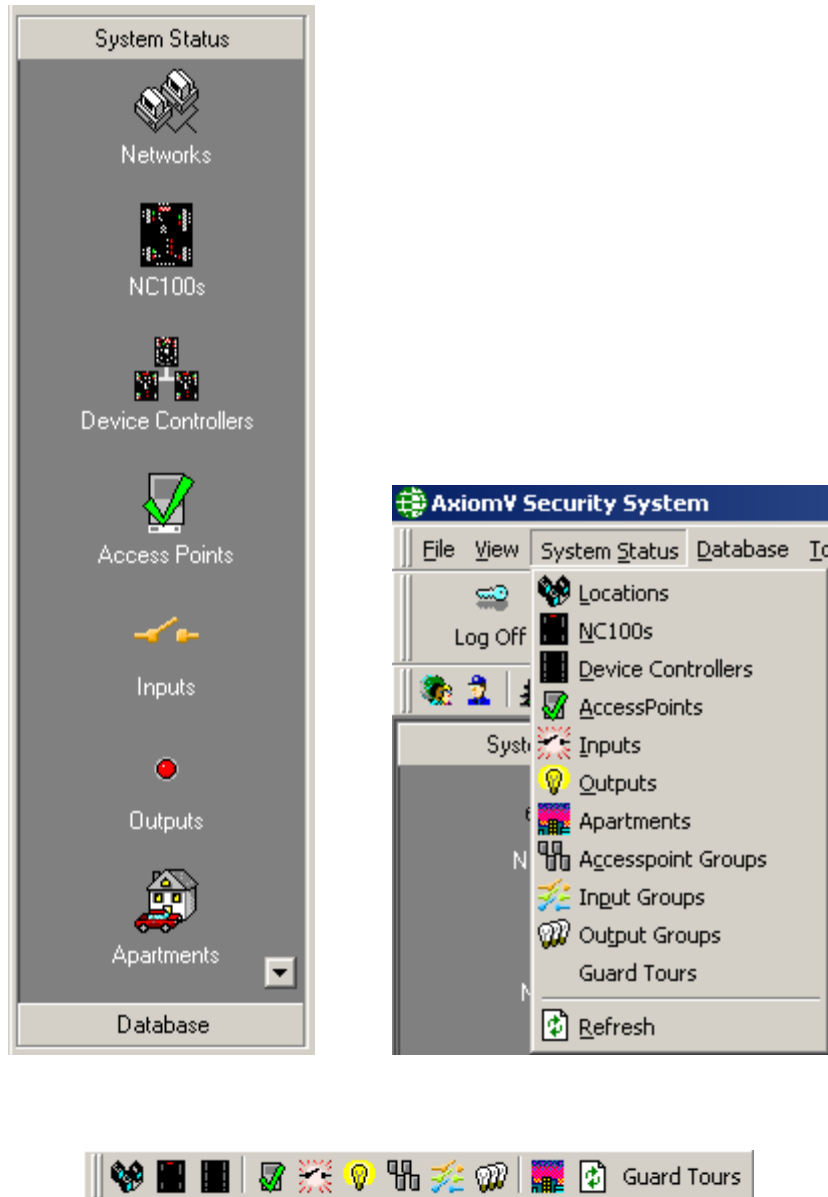 System Status
Networks
NC100s
Device Controllers
Access Points
Inputs
Outputs
Apartments
Database
AxiomV Security System
File View System Status Database To
Log Off
Locations
NC100s
Device Controllers
AccessPoints
Syst
Inputs
Outputs
Apartments
N
Accesspoint Groups
Input Groups
Output Groups
Guard Tours
N
Refresh
Guard Tours